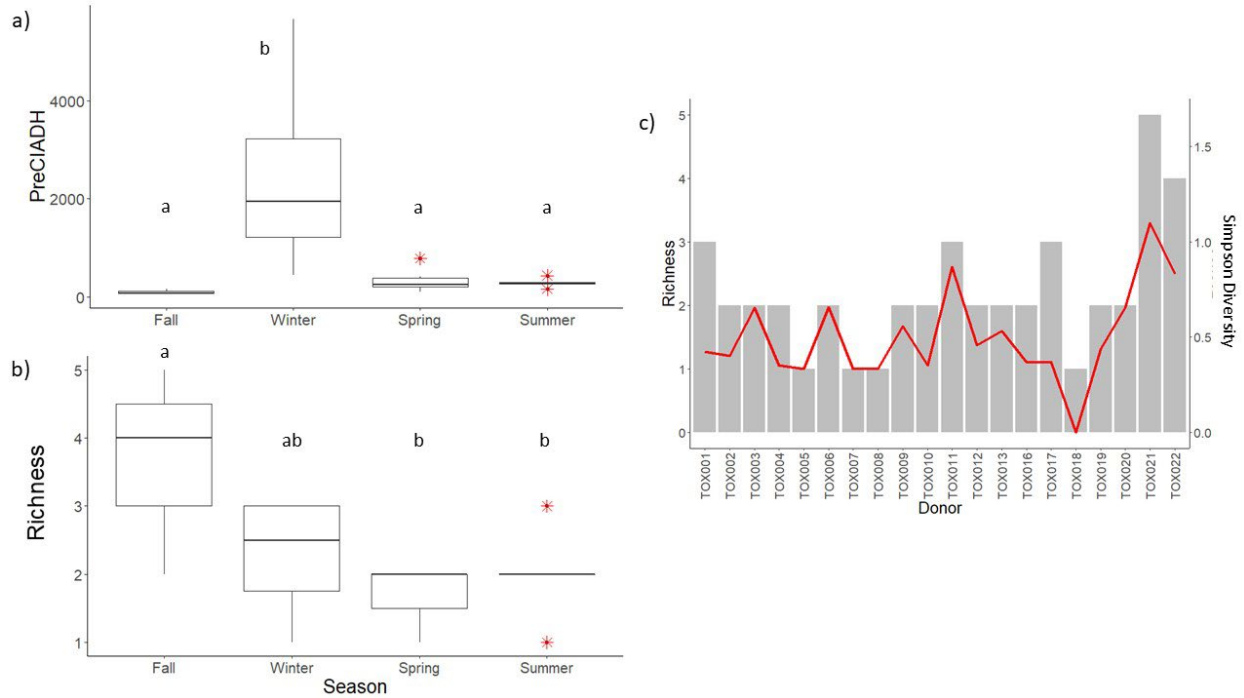 a)
PreCIADH
4000
2000
0
a
b
a
a
Fall
Winter
Spring
Summer
b)
Richness
5
4
3
2
1
a
ab
b
b
Fall
Winter
Spring
Summer
Season
c)
Richness
5
4
3
2
1
0
1.5
1.0
0.5
0.0
Simpson Diversity
TOX001
TOX002
TOX003
TOX004
TOX005
TOX006
TOX007
TOX008
TOX009
TOX010
TOX011
TOX012
TOX013
TOX016
TOX017
TOX018
TOX019
TOX020
TOX021
TOX022
Donor